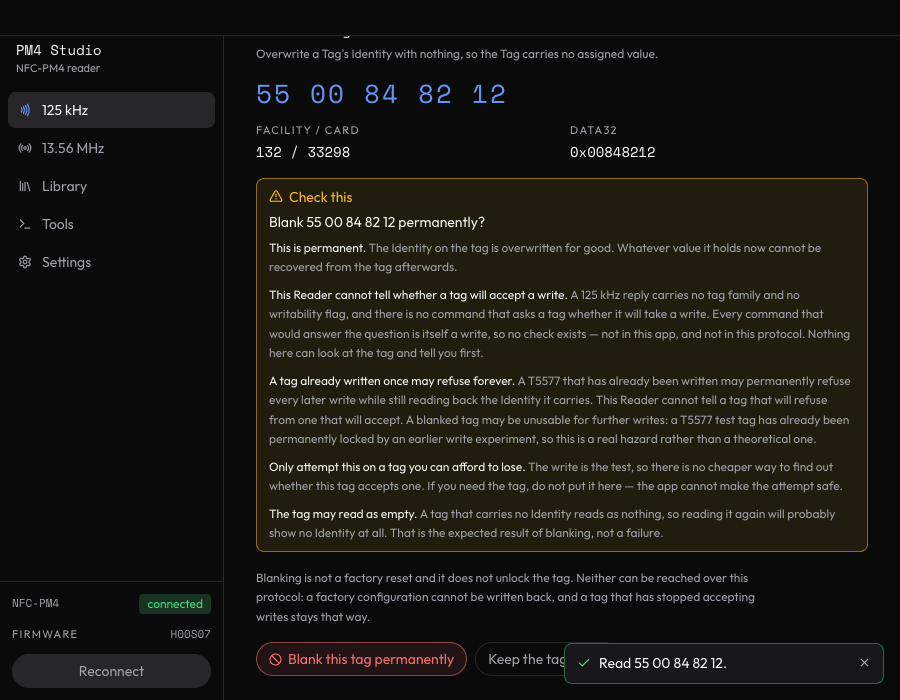 PM4 Studio
NFC-PM4 reader
125 kHz
13.56 MHz
Library
Tools
Settings
NFC-PM4
connected
FIRMWARE
H00S07
Reconnect
Overwrite a Tag's Identity with nothing, so the Tag carries no assigned value.
55 00 84 82 12
FACILITY / CARD
132 / 33298
DATA32
0x00848212
Check this
Blank 55 00 84 82 12 permanently?
This is permanent. The Identity on the tag is overwritten for good. Whatever value it holds now cannot be
recovered from the tag afterwards.
This Reader cannot tell whether a tag will accept a write. A 125 kHz reply carries no tag family and no
writability flag, and there is no command that asks a tag whether it will take a write. Every command that
would answer the question is itself a write, so no check exists — not in this app, and not in this protocol. Nothing
here can look at the tag and tell you first.
A tag already written once may refuse forever. A T5577 that has already been written may permanently refuse
every later write while still reading back the Identity it carries. This Reader cannot tell a tag that will refuse
from one that will accept. A blanked tag may be unusable for further writes: a T5577 test tag has already been
permanently locked by an earlier write experiment, so this is a real hazard rather than a theoretical one.
Only attempt this on a tag you can afford to lose. The write is the test, so there is no cheaper way to find out
whether this tag accepts one. If you need the tag, do not put it here — the app cannot make the attempt safe.
The tag may read as empty. A tag that carries no Identity reads as nothing, so reading it again will probably
show no Identity at all. That is the expected result of blanking, not a failure.
Blanking is not a factory reset and it does not unlock the tag. Neither can be reached over this
protocol: a factory configuration cannot be written back, and a tag that has stopped accepting
writes stays that way.
Blank this tag permanently
Keep the tag
Read 55 00 84 82 12.